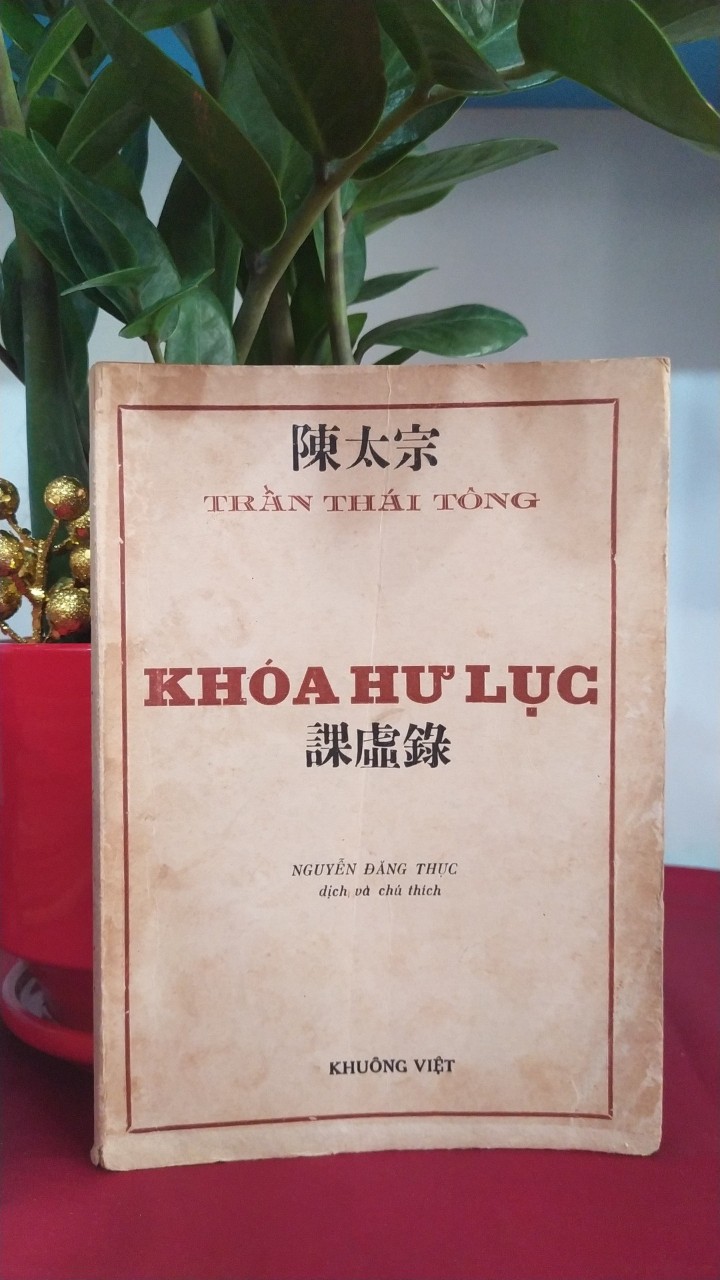 陳太宗
TRẦN THÁI TÔNG
KHÓA HƯ LỤC
課虛錄
NGUYỄN ĐĂNG THỤC
dịch và chú thích
KHUÔNG VIỆT